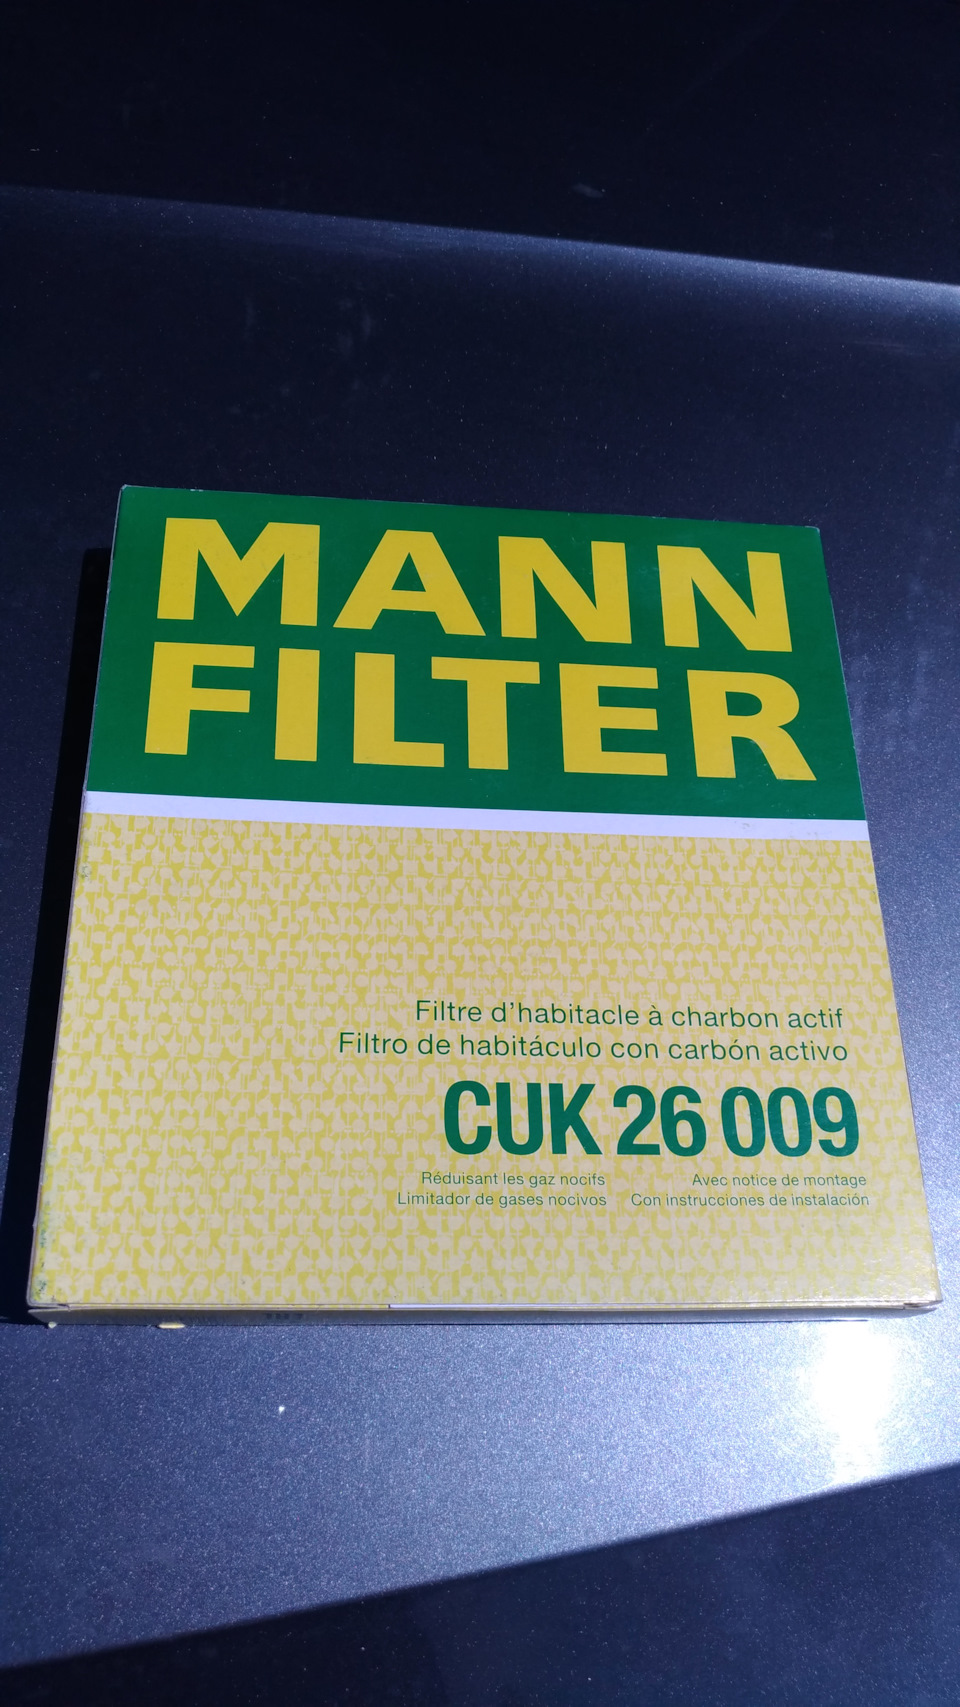 MANN
FILTER
Filtre d'habitacle à charbon actif
Filtro de habitáculo con carbón activo
CUK 26 009
Réduisant les gaz nocifs Avec notice de montage
Limitador de gases nocivos Con instrucciones de instalación